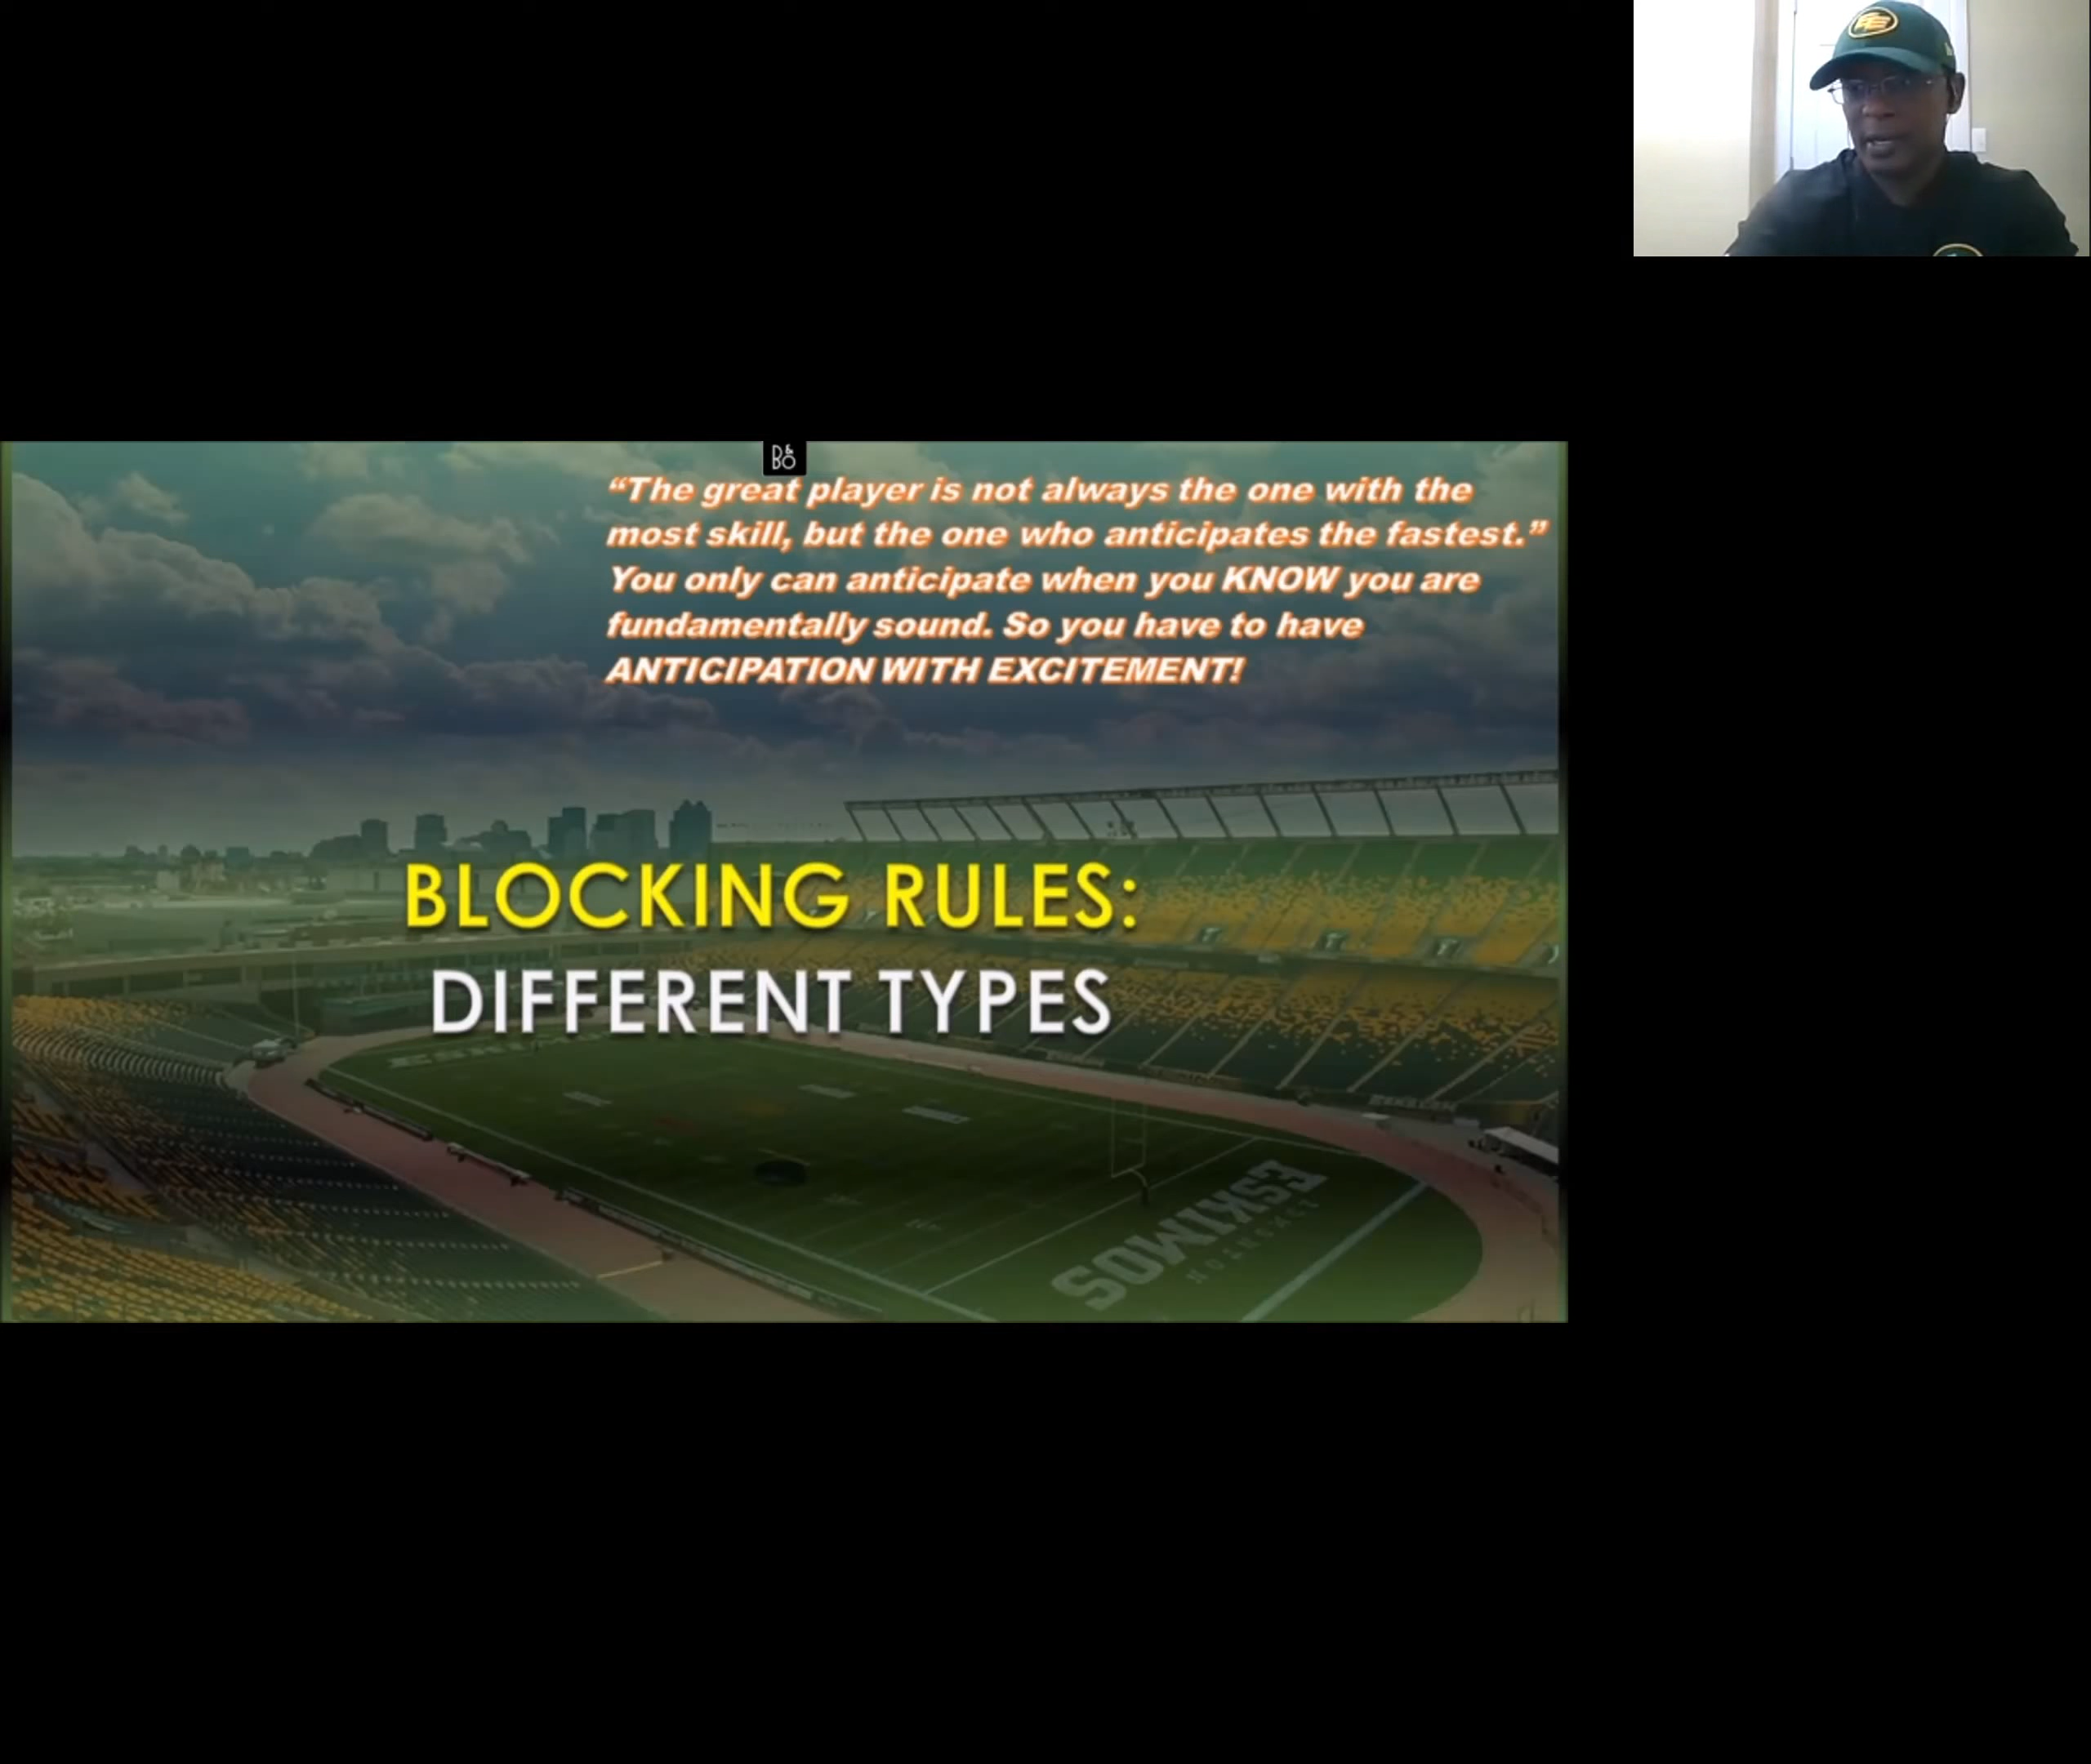 EE
B&O
“The great player is not always the one with the
most skill, but the one who anticipates the fastest.”
You only can anticipate when you KNOW you are
fundamentally sound. So you have to have
ANTICIPATION WITH EXCITEMENT!
BLOCKING RULES:
DIFFERENT TYPES
ESKIMOS
EDMONTON